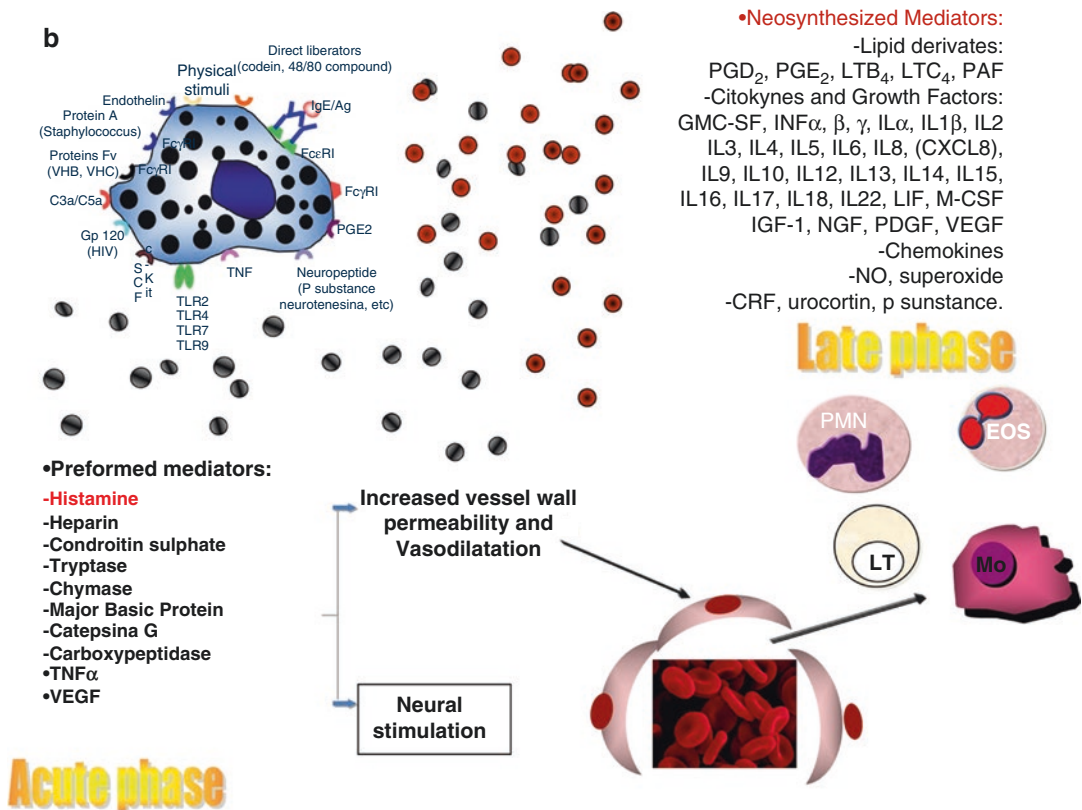 b
Direct liberators
(codein, 48/80 compound)
Physical
stimuli
Endothelin
Protein A
(Staphylococcus)
Proteins Fv
(VHB, VHC)
C3a/C5a
Gp 120
(HIV)
FcγRI
FcγRI
IgE/Ag
FcεRI
FcγRI
PGE2
SCF
c-Kit
TLR2
TLR4
TLR7
TLR9
TNF
Neuropeptide
(P substance
neurotenesina, etc)
•Neosynthesized Mediators:
-Lipid derivates:
PGD₂, PGE₂, LTB₄, LTC₄, PAF
-Citokynes and Growth Factors:
GMC-SF, INFα, β, γ, ILα, IL1β, IL2
IL3, IL4, IL5, IL6, IL8, (CXCL8),
IL9, IL10, IL12, IL13, IL14, IL15,
IL16, IL17, IL18, IL22, LIF, M-CSF
IGF-1, NGF, PDGF, VEGF
-Chemokines
-NO, superoxide
-CRF, urocortin, p sunstance.
Late phase
PMN
EOS
LT
Mo
•Preformed mediators:
-Histamine
-Heparin
-Condroitin sulphate
-Tryptase
-Chymase
-Major Basic Protein
-Catepsina G
-Carboxypeptidase
•TNFα
•VEGF
Increased vessel wall
permeability and
Vasodilatation
Neural
stimulation
Acute phase